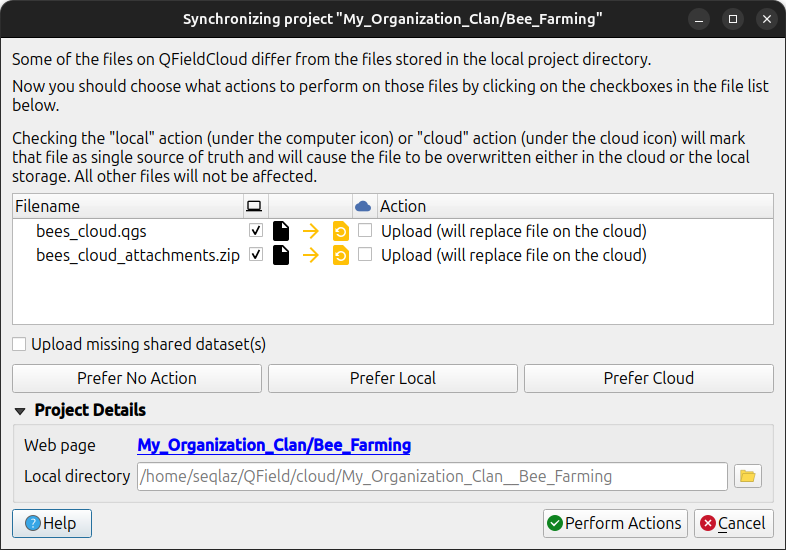 Synchronizing project "My_Organization_Clan/Bee_Farming"
Some of the files on QFieldCloud differ from the files stored in the local project directory.
Now you should choose what actions to perform on those files by clicking on the checkboxes in the file list
below.
Checking the "local" action (under the computer icon) or "cloud" action (under the cloud icon) will mark
that file as single source of truth and will cause the file to be overwritten either in the cloud or the local
storage. All other files will not be affected.
Filename Action
bees_cloud.qgs Upload (will replace file on the cloud)
bees_cloud_attachments.zip Upload (will replace file on the cloud)
Upload missing shared dataset(s)
Prefer No Action Prefer Local Prefer Cloud
Project Details
Web page My_Organization_Clan/Bee_Farming
Local directory /home/seqlaz/QField/cloud/My_Organization_Clan__Bee_Farming
Help Perform Actions Cancel